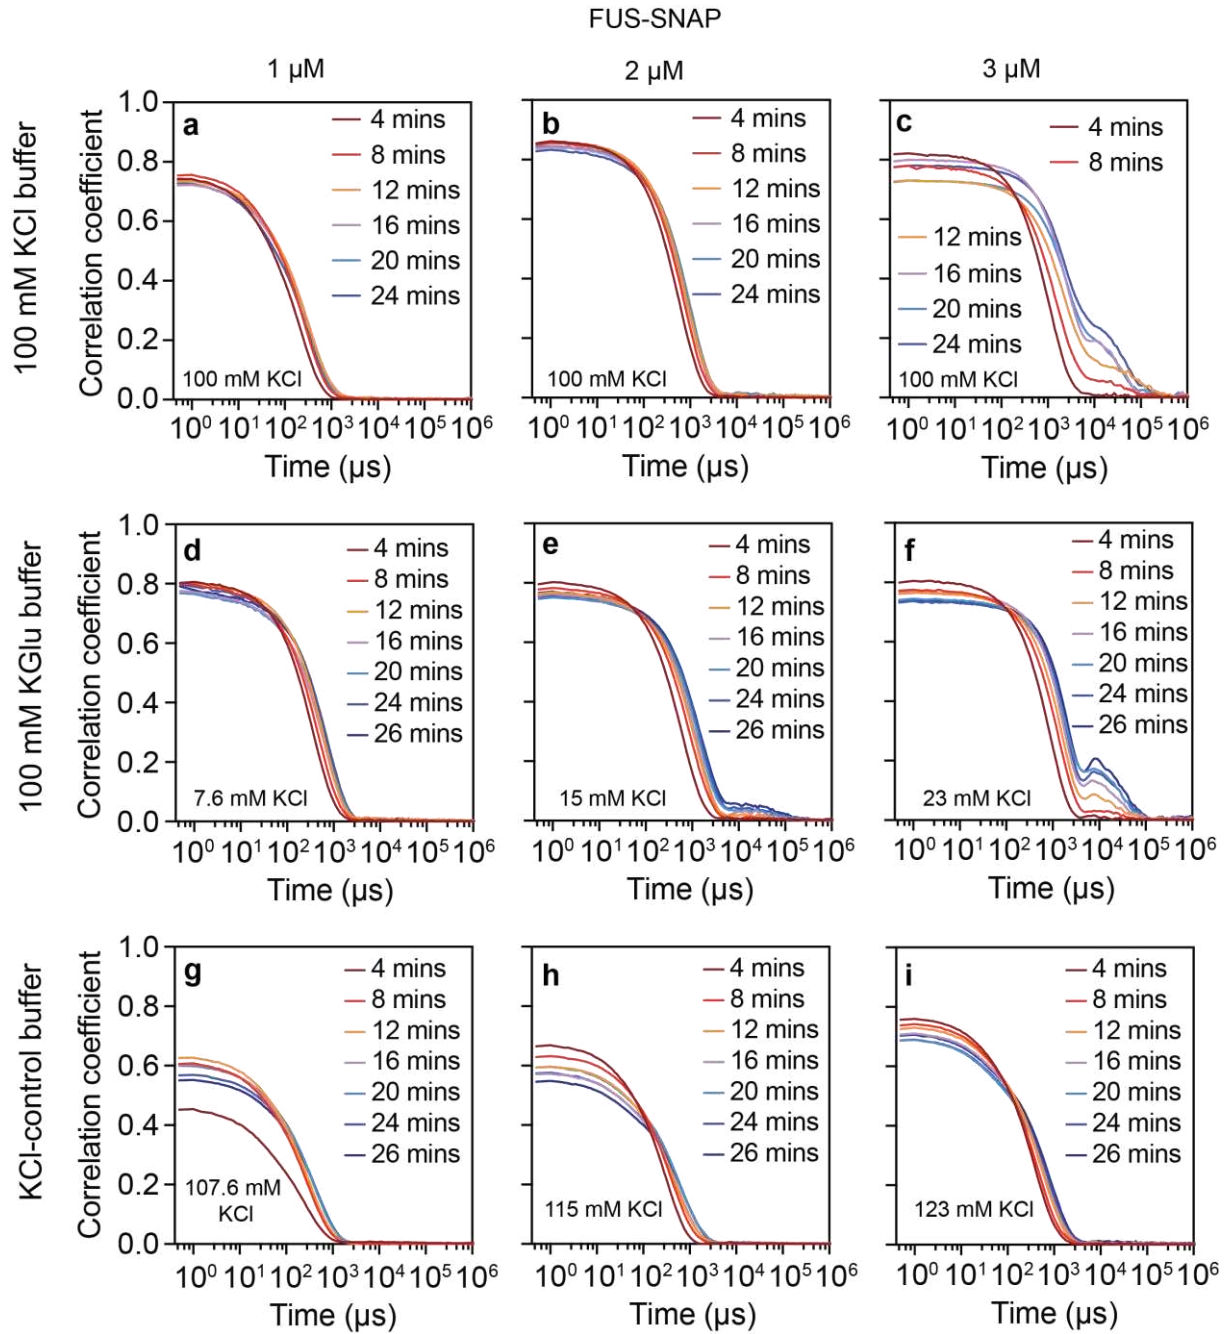 FUS-SNAP
1 µM
2 µM
3 µM
100 mM KCl buffer
Correlation coefficient
1.0
0.8
0.6
0.4
0.2
0.0
a
4 mins
8 mins
12 mins
16 mins
20 mins
24 mins
100 mM KCl
10⁰ 10¹ 10² 10³ 10⁴ 10⁵ 10⁶
Time (µs)
b
4 mins
8 mins
12 mins
16 mins
20 mins
24 mins
100 mM KCl
10⁰ 10¹ 10² 10³ 10⁴ 10⁵ 10⁶
Time (µs)
c
4 mins
8 mins
12 mins
16 mins
20 mins
24 mins
100 mM KCl
10⁰ 10¹ 10² 10³ 10⁴ 10⁵ 10⁶
Time (µs)
100 mM KGlu buffer
Correlation coefficient
1.0
0.8
0.6
0.4
0.2
0.0
d
4 mins
8 mins
12 mins
16 mins
20 mins
24 mins
26 mins
7.6 mM KCl
10⁰ 10¹ 10² 10³ 10⁴ 10⁵ 10⁶
Time (µs)
e
4 mins
8 mins
12 mins
16 mins
20 mins
24 mins
26 mins
15 mM KCl
10⁰ 10¹ 10² 10³ 10⁴ 10⁵ 10⁶
Time (µs)
f
4 mins
8 mins
12 mins
16 mins
20 mins
24 mins
26 mins
23 mM KCl
10⁰ 10¹ 10² 10³ 10⁴ 10⁵ 10⁶
Time (µs)
KCl-control buffer
Correlation coefficient
1.0
0.8
0.6
0.4
0.2
0.0
g
4 mins
8 mins
12 mins
16 mins
20 mins
24 mins
26 mins
107.6 mM
KCl
10⁰ 10¹ 10² 10³ 10⁴ 10⁵ 10⁶
Time (µs)
h
4 mins
8 mins
12 mins
16 mins
20 mins
24 mins
26 mins
115 mM KCl
10⁰ 10¹ 10² 10³ 10⁴ 10⁵ 10⁶
Time (µs)
i
4 mins
8 mins
12 mins
16 mins
20 mins
24 mins
26 mins
123 mM KCl
10⁰ 10¹ 10² 10³ 10⁴ 10⁵ 10⁶
Time (µs)